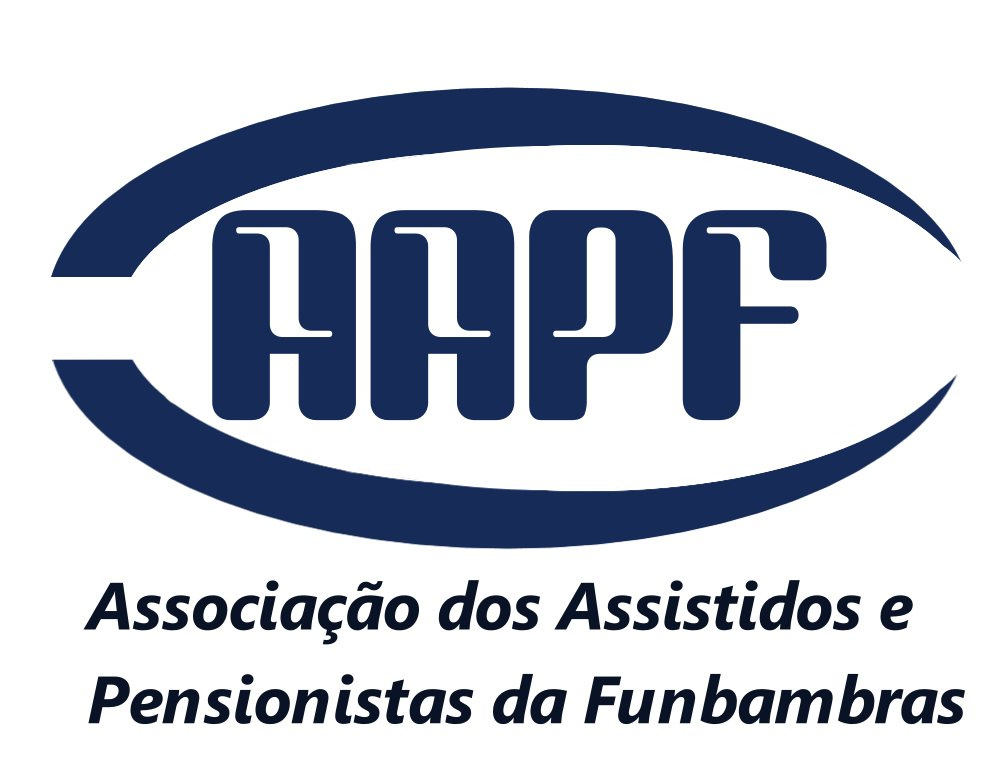 AAPF
Associação dos Assistidos e
Pensionistas da Funbambras